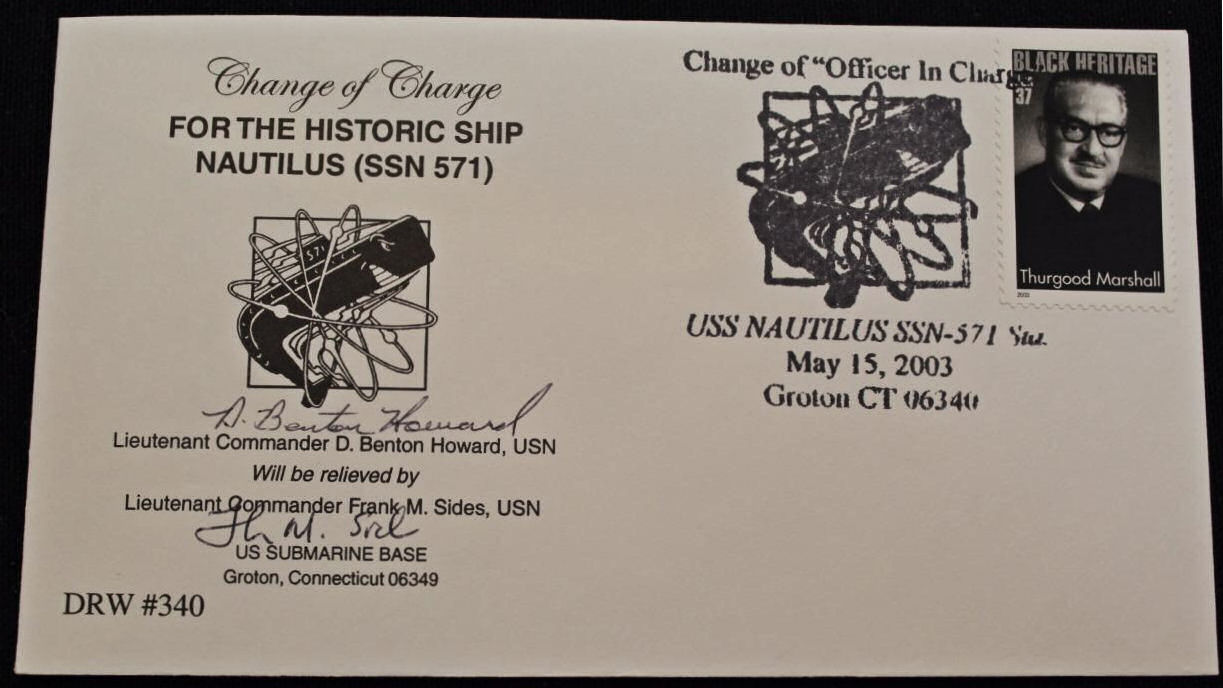 Change of Charge
FOR THE HISTORIC SHIP
NAUTILUS (SSN 571)
571
D. Benton Howard
Lieutenant Commander D. Benton Howard, USN
Will be relieved by
Lieutenant Commander Frank M. Sides, USN
US SUBMARINE BASE
Groton, Connecticut 06349
DRW #340
Change of “Officer In Charge
USS NAUTILUS SSN-571 Sta.
May 15, 2003
Groton CT 06340
BLACK HERITAGE
37
Thurgood Marshall
2003